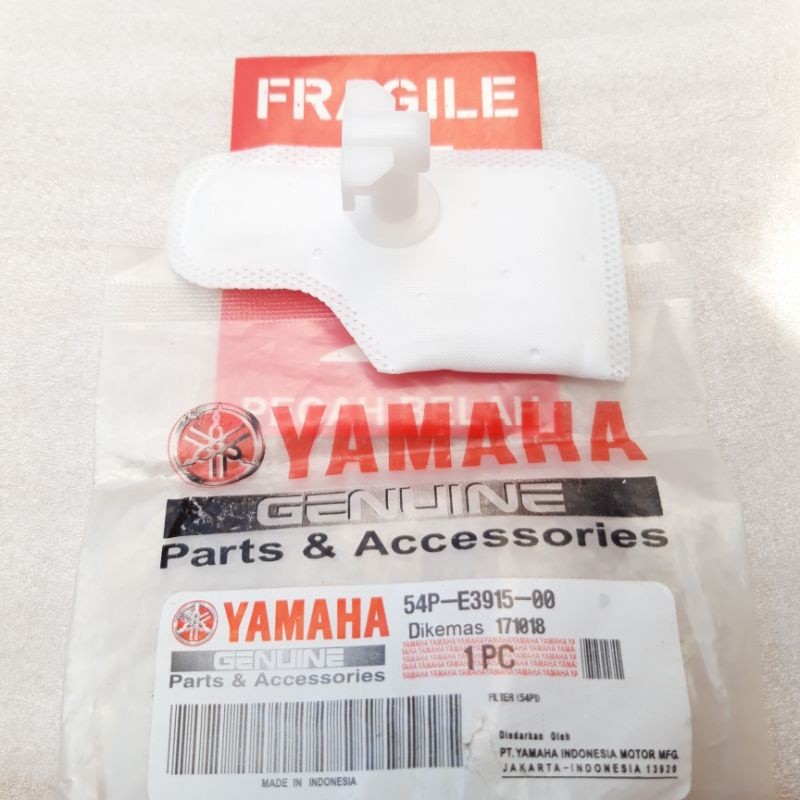 FRAGILE
PECAH BELAH
YAMAHA
GENUINE
Parts & Accessories
YAMAHA
GENUINE
Parts & Accessories
54P-E3915-00
Dikemas 171018
1 PC
FILTER (54P)
Diedarkan Oleh
PT. YAMAHA INDONESIA MOTOR MFG.
JAKARTA-INDONESIA 13920
MADE IN INDONESIA